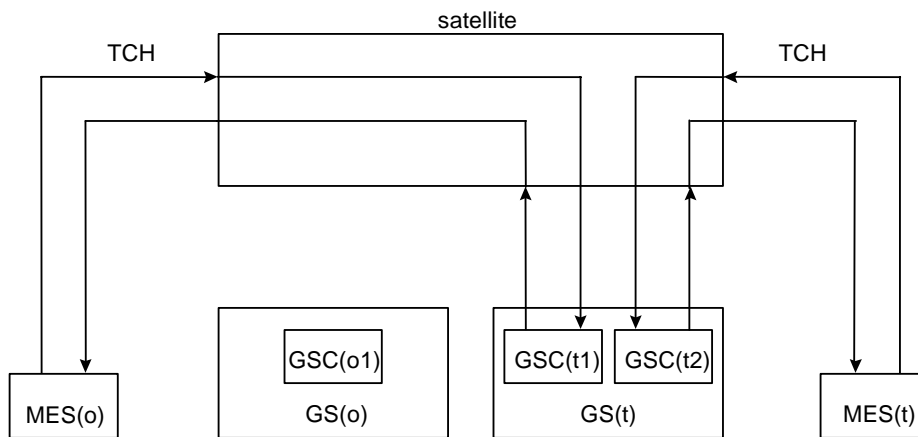 satellite
TCH
TCH
GSC(o1)
GSC(t1)
GSC(t2)
MES(o)
GS(o)
GS(t)
MES(t)